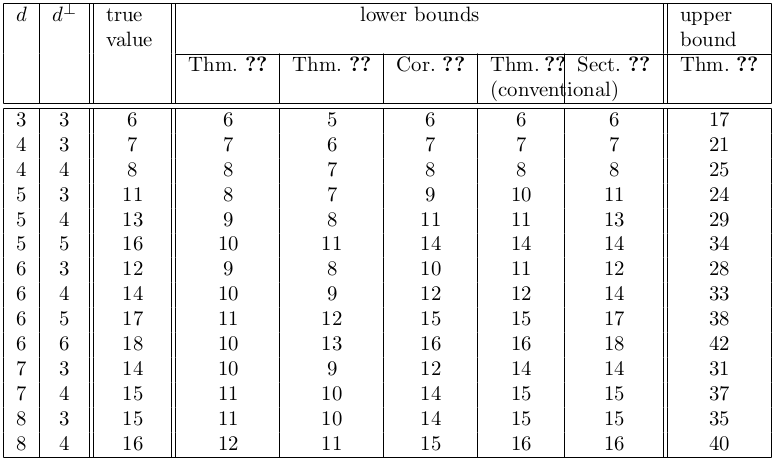 d d⊥ true lower bounds upper
value bound
Thm. ?? Thm. ?? Cor. ?? Thm. ?? Sect. ?? Thm. ??
(conventional)
3 3 6 6 5 6 6 6 17
4 3 7 7 6 7 7 7 21
4 4 8 8 7 8 8 8 25
5 3 11 8 7 9 10 11 24
5 4 13 9 8 11 11 13 29
5 5 16 10 11 14 14 14 34
6 3 12 9 8 10 11 12 28
6 4 14 10 9 12 12 14 33
6 5 17 11 12 15 15 17 38
6 6 18 10 13 16 16 18 42
7 3 14 10 9 12 14 14 31
7 4 15 11 10 14 15 15 37
8 3 15 11 10 14 15 15 35
8 4 16 12 11 15 16 16 40